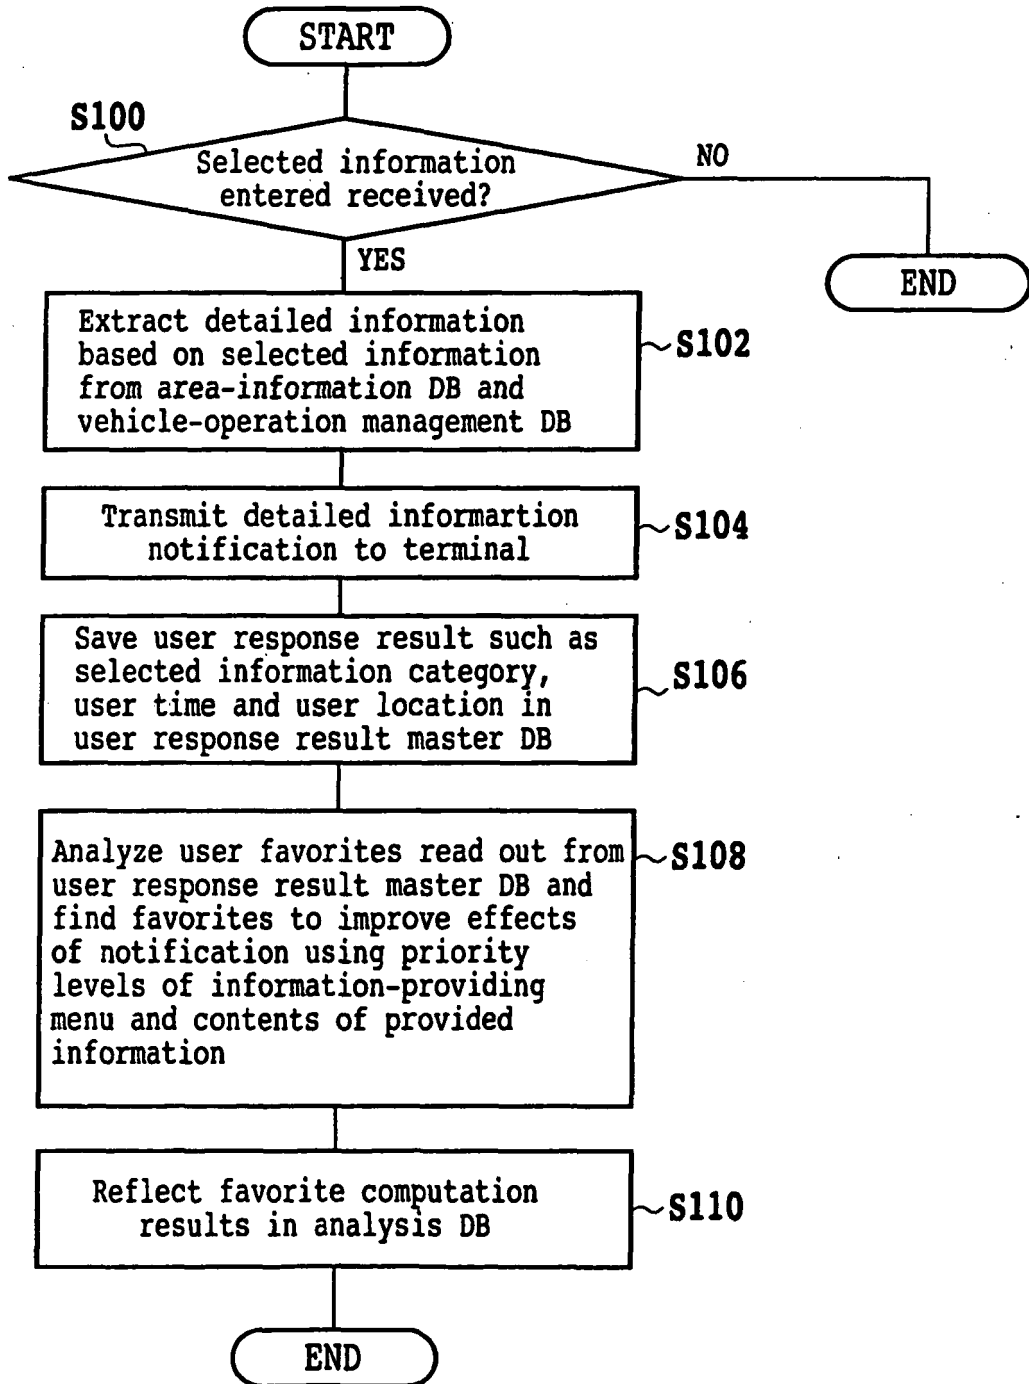 START
S100
Selected information
entered received?
NO
YES
END
Extract detailed information
based on selected information
from area-information DB and
vehicle-operation management DB
S102
Transmit detailed informartion
notification to terminal
S104
Save user response result such as
selected information category,
user time and user location in
user response result master DB
S106
Analyze user favorites read out from
user response result master DB and
find favorites to improve effects
of notification using priority
levels of information-providing
menu and contents of provided
information
S108
Reflect favorite computation
results in analysis DB
S110
END